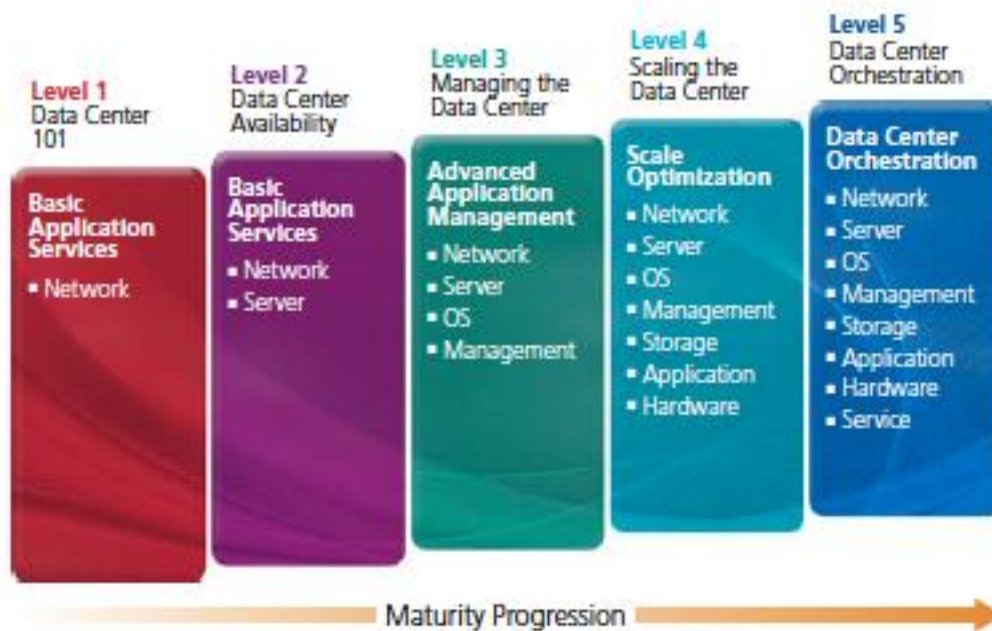 Level 1
Data Center
101
Basic
Application
Services
▪ Network
Level 2
Data Center
Availability
Basic
Application
Services
▪ Network
▪ Server
Level 3
Managing the
Data Center
Advanced
Application
Management
▪ Network
▪ Server
▪ OS
▪ Management
Level 4
Scaling the
Data Center
Scale
Optimization
▪ Network
▪ Server
▪ OS
▪ Management
▪ Storage
▪ Application
▪ Hardware
Level 5
Data Center
Orchestration
Data Center
Orchestration
▪ Network
▪ Server
▪ OS
▪ Management
▪ Storage
▪ Application
▪ Hardware
▪ Service
Maturity Progression